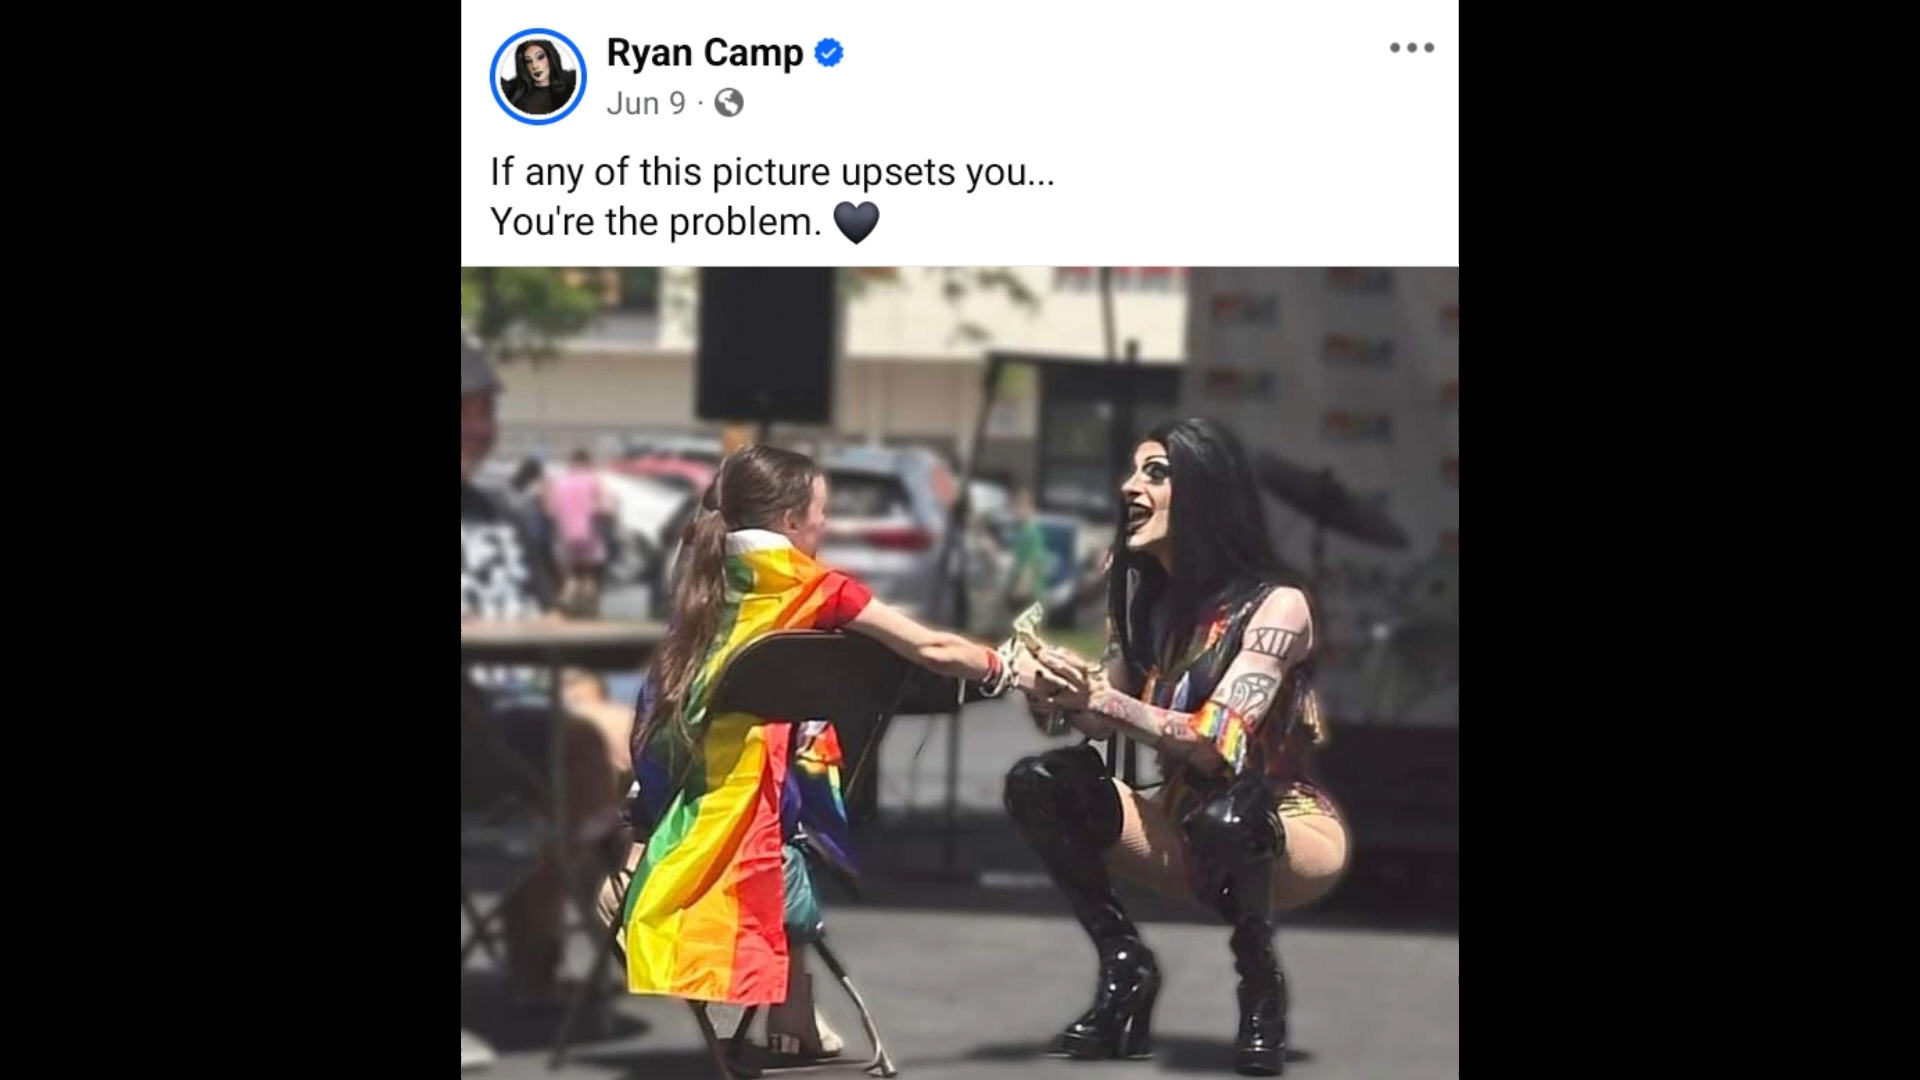 Ryan Camp
Jun 9 ·
If any of this picture upsets you...
You're the problem. 🖤
XIII